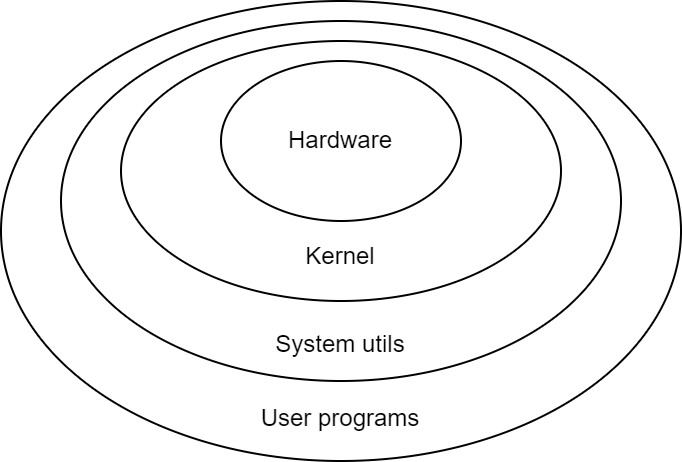 Hardware
Kernel
System utils
User programs